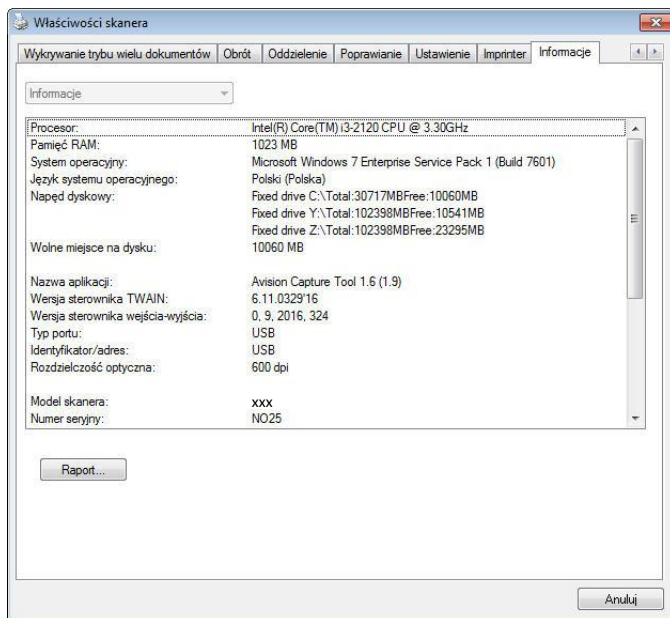 Właściwości skanera
Wykrywanie trybu wielu dokumentów Obrót Oddzielenie Poprawianie Ustawienie Imprinter Informacje
Informacje
Procesor: Intel(R) Core(TM) i3-2120 CPU @ 3.30GHz
Pamięć RAM: 1023 MB
System operacyjny: Microsoft Windows 7 Enterprise Service Pack 1 (Build 7601)
Język systemu operacyjnego: Polski (Polska)
Napęd dyskowy: Fixed drive C:\Total:30717MBFree:10060MB
Fixed drive Y:\Total:102398MBFree:10541MB
Fixed drive Z:\Total:102398MBFree:23295MB
Wolne miejsce na dysku: 10060 MB
Nazwa aplikacji: Avision Capture Tool 1.6 (1.9)
Wersja sterownika TWAIN: 6.11.0329'16
Wersja sterownika wejścia-wyjścia: 0, 9, 2016, 324
Typ portu: USB
Identyfikator/adres: USB
Rozdzielczość optyczna: 600 dpi
Model skanera: xxx
Numer seryjny: NO25
Raport...
Anuluj